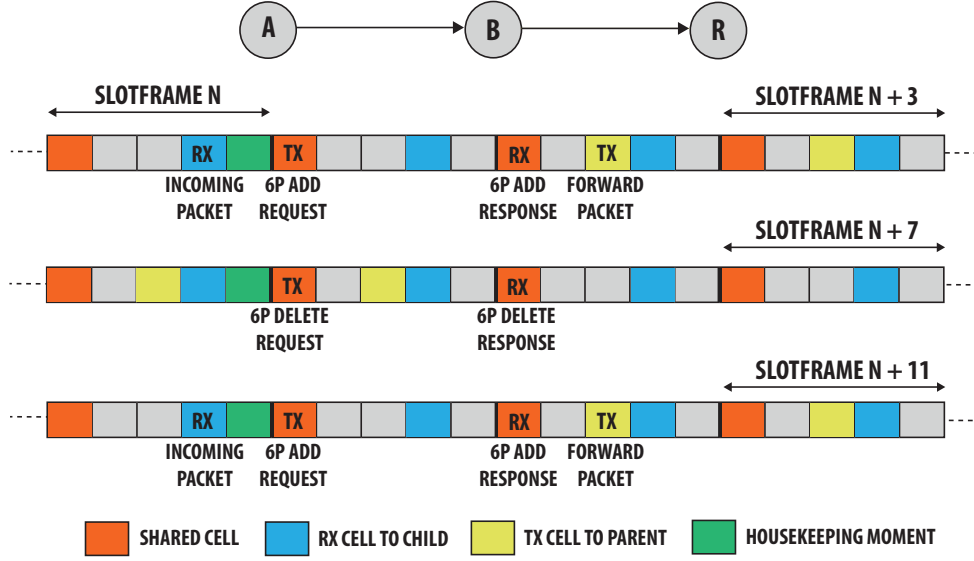 A B R
SLOTFRAME N SLOTFRAME N + 3
RX TX RX TX
INCOMING 6P ADD 6P ADD FORWARD
PACKET REQUEST RESPONSE PACKET
SLOTFRAME N + 7
TX RX
6P DELETE 6P DELETE
REQUEST RESPONSE
SLOTFRAME N + 11
RX TX RX TX
INCOMING 6P ADD 6P ADD FORWARD
PACKET REQUEST RESPONSE PACKET
SHARED CELL RX CELL TO CHILD TX CELL TO PARENT HOUSEKEEPING MOMENT